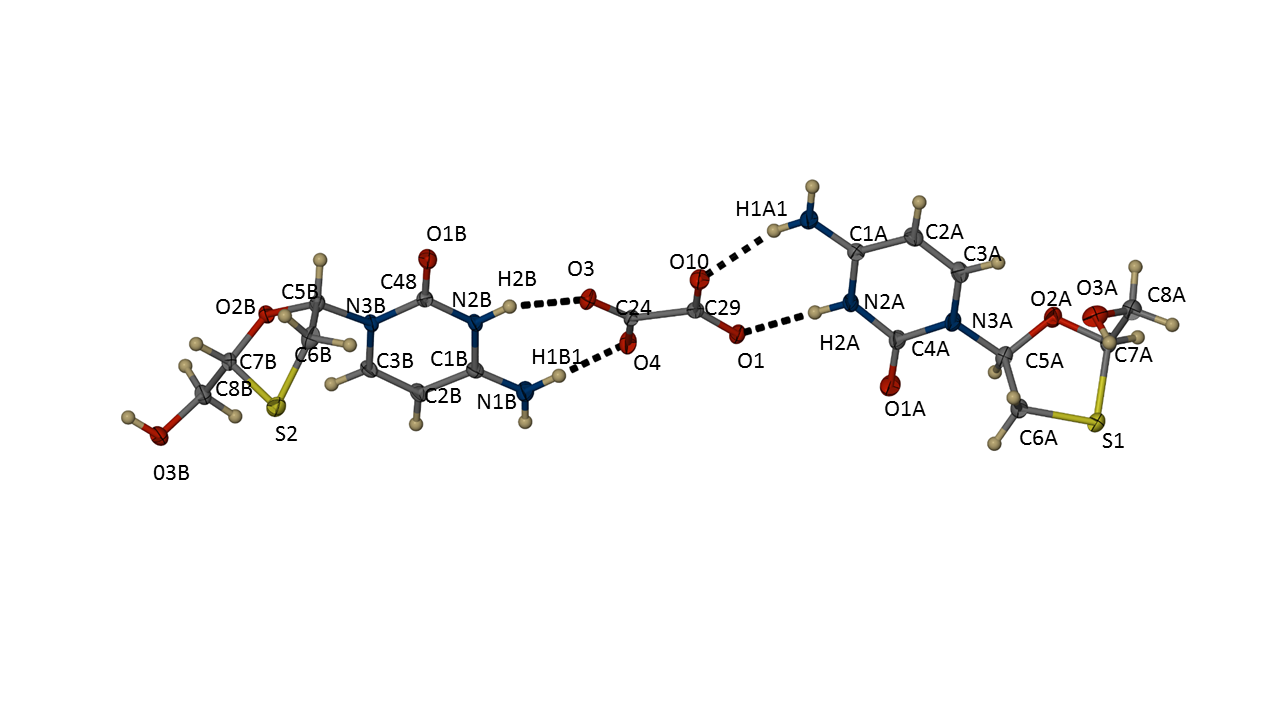 H1A1
C1A
C2A
O1B
C3A
O10
O3
H2B
C48
C5B
N2B
O3A
C8A
O2A
O2B
N3B
C24
C29
N2A
N3A
H2A
C4A
C7A
C6B
C7B
C3B
C1B
H1B1
O4
O1
C5A
C8B
C2B
N1B
O1A
S2
C6A
S1
03B